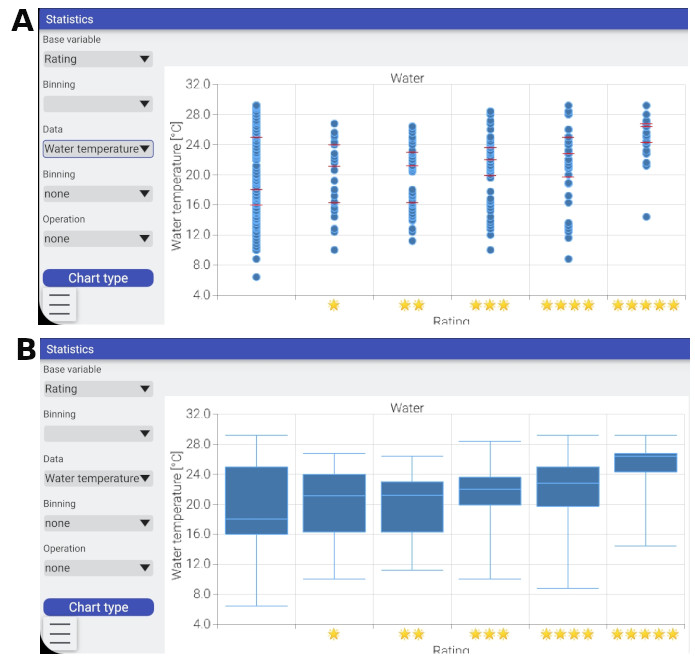 A
Statistics
Base variable
Rating
Binning
Data
Water temperature
Binning
none
Operation
none
Chart type
Water
Water temperature [°C]
32.0
28.0
24.0
20.0
16.0
12.0
8.0
4.0
Rating
B
Statistics
Base variable
Rating
Binning
Data
Water temperature
Binning
none
Operation
none
Chart type
Water
Water temperature [°C]
32.0
28.0
24.0
20.0
16.0
12.0
8.0
4.0
Rating